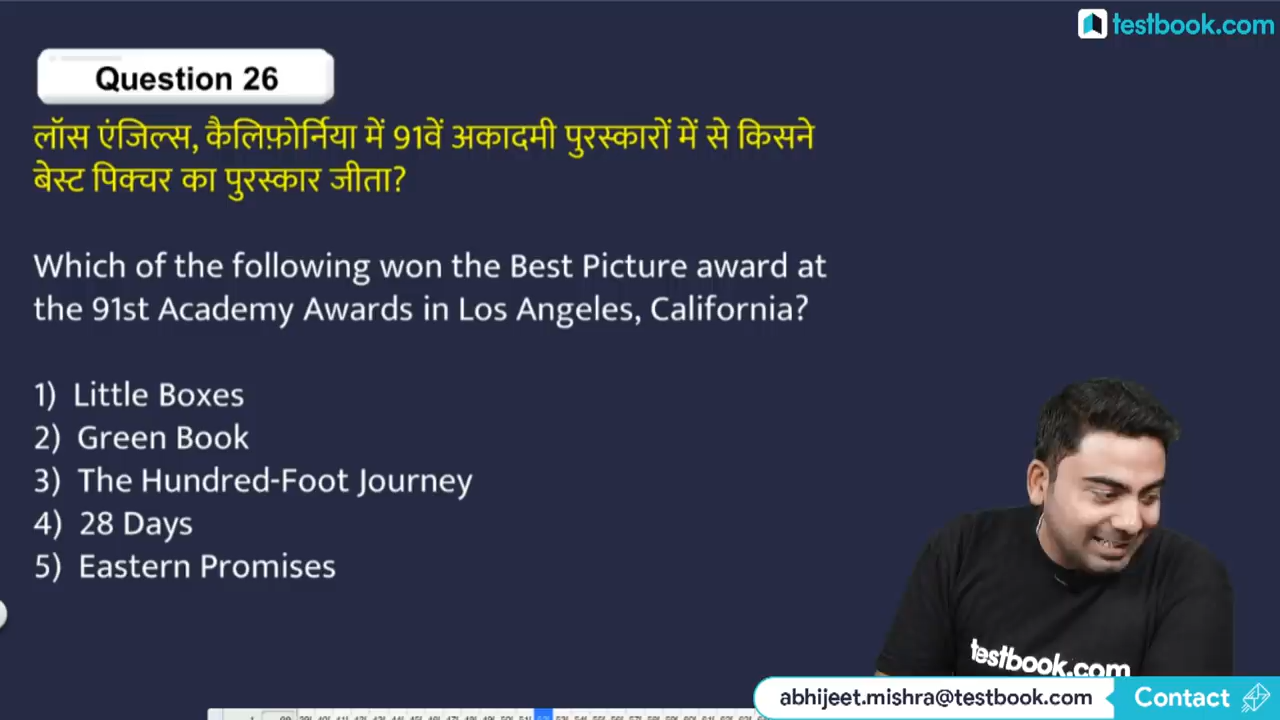 testbook.com
Question 26
लॉस एंजिल्स, कैलिफ़ोर्निया में 91वें अकादमी पुरस्कारों में से किसने
बेस्ट पिक्चर का पुरस्कार जीता?
Which of the following won the Best Picture award at
the 91st Academy Awards in Los Angeles, California?
1) Little Boxes
2) Green Book
3) The Hundred-Foot Journey
4) 28 Days
5) Eastern Promises
testbook.com
abhijeet.mishra@testbook.com Contact